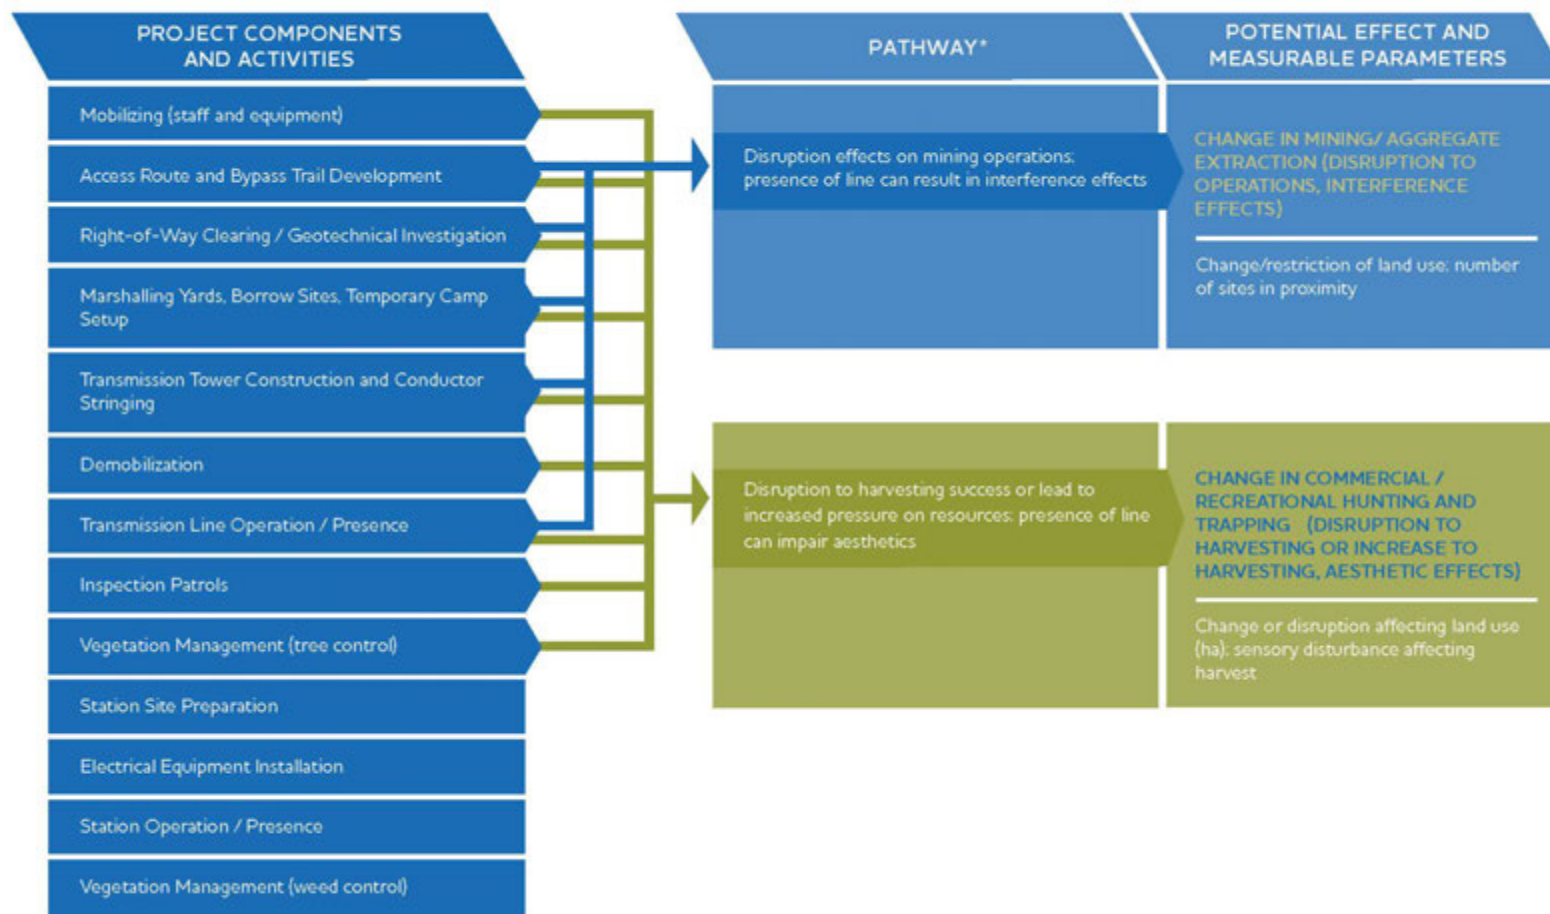 PROJECT COMPONENTS
AND ACTIVITIES
PATHWAY*
POTENTIAL EFFECT AND
MEASURABLE PARAMETERS
Mobilizing (staff and equipment)
Access Route and Bypass Trail Development
Right-of-Way Clearing / Geotechnical Investigation
Marshalling Yards, Borrow Sites, Temporary Camp
Setup
Transmission Tower Construction and Conductor
Stringing
Demobilization
Transmission Line Operation / Presence
Inspection Patrols
Vegetation Management (tree control)
Station Site Preparation
Electrical Equipment Installation
Station Operation / Presence
Vegetation Management (weed control)
Disruption effects on mining operations;
presence of line can result in interference effects
CHANGE IN MINING/ AGGREGATE
EXTRACTION (DISRUPTION TO
OPERATIONS, INTERFERENCE
EFFECTS)
Change/restriction of land use; number
of sites in proximity
Disruption to harvesting success or lead to
increased pressure on resources; presence of line
can impair aesthetics
CHANGE IN COMMERCIAL /
RECREATIONAL HUNTING AND
TRAPPING (DISRUPTION TO
HARVESTING OR INCREASE TO
HARVESTING, AESTHETIC EFFECTS)
Change or disruption affecting land use
(ha); sensory disturbance affecting
harvest